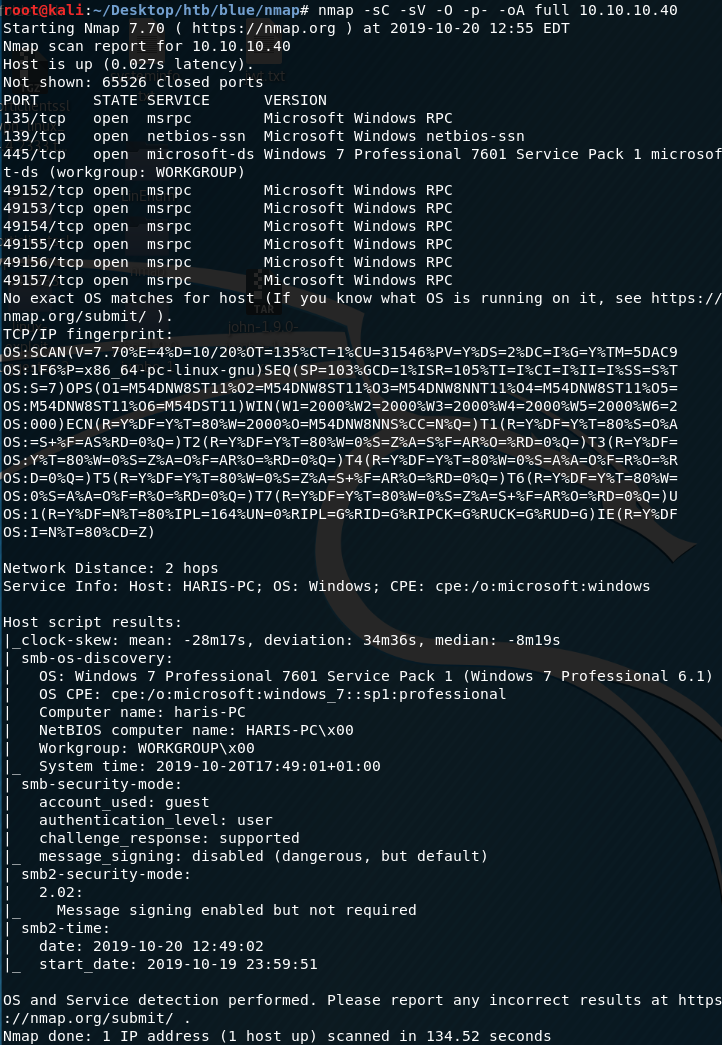 root@kali:~/Desktop/htb/blue/nmap# nmap -sC -sV -O -p- -oA full 10.10.10.40
Starting Nmap 7.70 ( https://nmap.org ) at 2019-10-20 12:55 EDT
Nmap scan report for 10.10.10.40
Host is up (0.027s latency).
Not shown: 65526 closed ports
PORT      STATE SERVICE      VERSION
135/tcp   open  msrpc        Microsoft Windows RPC
139/tcp   open  netbios-ssn  Microsoft Windows netbios-ssn
445/tcp   open  microsoft-ds Windows 7 Professional 7601 Service Pack 1 microsof
t-ds (workgroup: WORKGROUP)
49152/tcp open  msrpc        Microsoft Windows RPC
49153/tcp open  msrpc        Microsoft Windows RPC
49154/tcp open  msrpc        Microsoft Windows RPC
49155/tcp open  msrpc        Microsoft Windows RPC
49156/tcp open  msrpc        Microsoft Windows RPC
49157/tcp open  msrpc        Microsoft Windows RPC
No exact OS matches for host (If you know what OS is running on it, see https://
nmap.org/submit/ ).
TCP/IP fingerprint:
OS:SCAN(V=7.70%E=4%D=10/20%OT=135%CT=1%CU=31546%PV=Y%DS=2%DC=I%G=Y%TM=5DAC9
OS:1F6%P=x86_64-pc-linux-gnu)SEQ(SP=103%GCD=1%ISR=105%TI=I%CI=I%II=I%SS=S%T
OS:S=7)OPS(O1=M54DNW8ST11%O2=M54DNW8ST11%O3=M54DNW8NNT11%O4=M54DNW8ST11%O5=
OS:M54DNW8ST11%O6=M54DST11)WIN(W1=2000%W2=2000%W3=2000%W4=2000%W5=2000%W6=2
OS:000)ECN(R=Y%DF=Y%T=80%W=2000%O=M54DNW8NNS%CC=N%Q=)T1(R=Y%DF=Y%T=80%S=O%A
OS:=S+%F=AS%RD=0%Q=)T2(R=Y%DF=Y%T=80%W=0%S=Z%A=S%F=AR%O=%RD=0%Q=)T3(R=Y%DF=
OS:Y%T=80%W=0%S=Z%A=O%F=AR%O=%RD=0%Q=)T4(R=Y%DF=Y%T=80%W=0%S=A%A=O%F=R%O=%R
OS:D=0%Q=)T5(R=Y%DF=Y%T=80%W=0%S=Z%A=S+%F=AR%O=%RD=0%Q=)T6(R=Y%DF=Y%T=80%W=
OS:0%S=A%A=O%F=R%O=%RD=0%Q=)T7(R=Y%DF=Y%T=80%W=0%S=Z%A=S+%F=AR%O=%RD=0%Q=)U
OS:1(R=Y%DF=N%T=80%IPL=164%UN=0%RIPL=G%RID=G%RIPCK=G%RUCK=G%RUD=G)IE(R=Y%DF
OS:I=N%T=80%CD=Z)
john-1.9.0-
TAR
Network Distance: 2 hops
Service Info: Host: HARIS-PC; OS: Windows; CPE: cpe:/o:microsoft:windows
Host script results:
|_clock-skew: mean: -28m17s, deviation: 34m36s, median: -8m19s
| smb-os-discovery:
|   OS: Windows 7 Professional 7601 Service Pack 1 (Windows 7 Professional 6.1)
|   OS CPE: cpe:/o:microsoft:windows_7::sp1:professional
|   Computer name: haris-PC
|   NetBIOS computer name: HARIS-PC\x00
|   Workgroup: WORKGROUP\x00
|_  System time: 2019-10-20T17:49:01+01:00
| smb-security-mode:
|   account_used: guest
|   authentication_level: user
|   challenge_response: supported
|_  message_signing: disabled (dangerous, but default)
| smb2-security-mode:
|   2.02:
|_    Message signing enabled but not required
| smb2-time:
|   date: 2019-10-20 12:49:02
|_  start_date: 2019-10-19 23:59:51
OS and Service detection performed. Please report any incorrect results at https
://nmap.org/submit/ .
Nmap done: 1 IP address (1 host up) scanned in 134.52 seconds